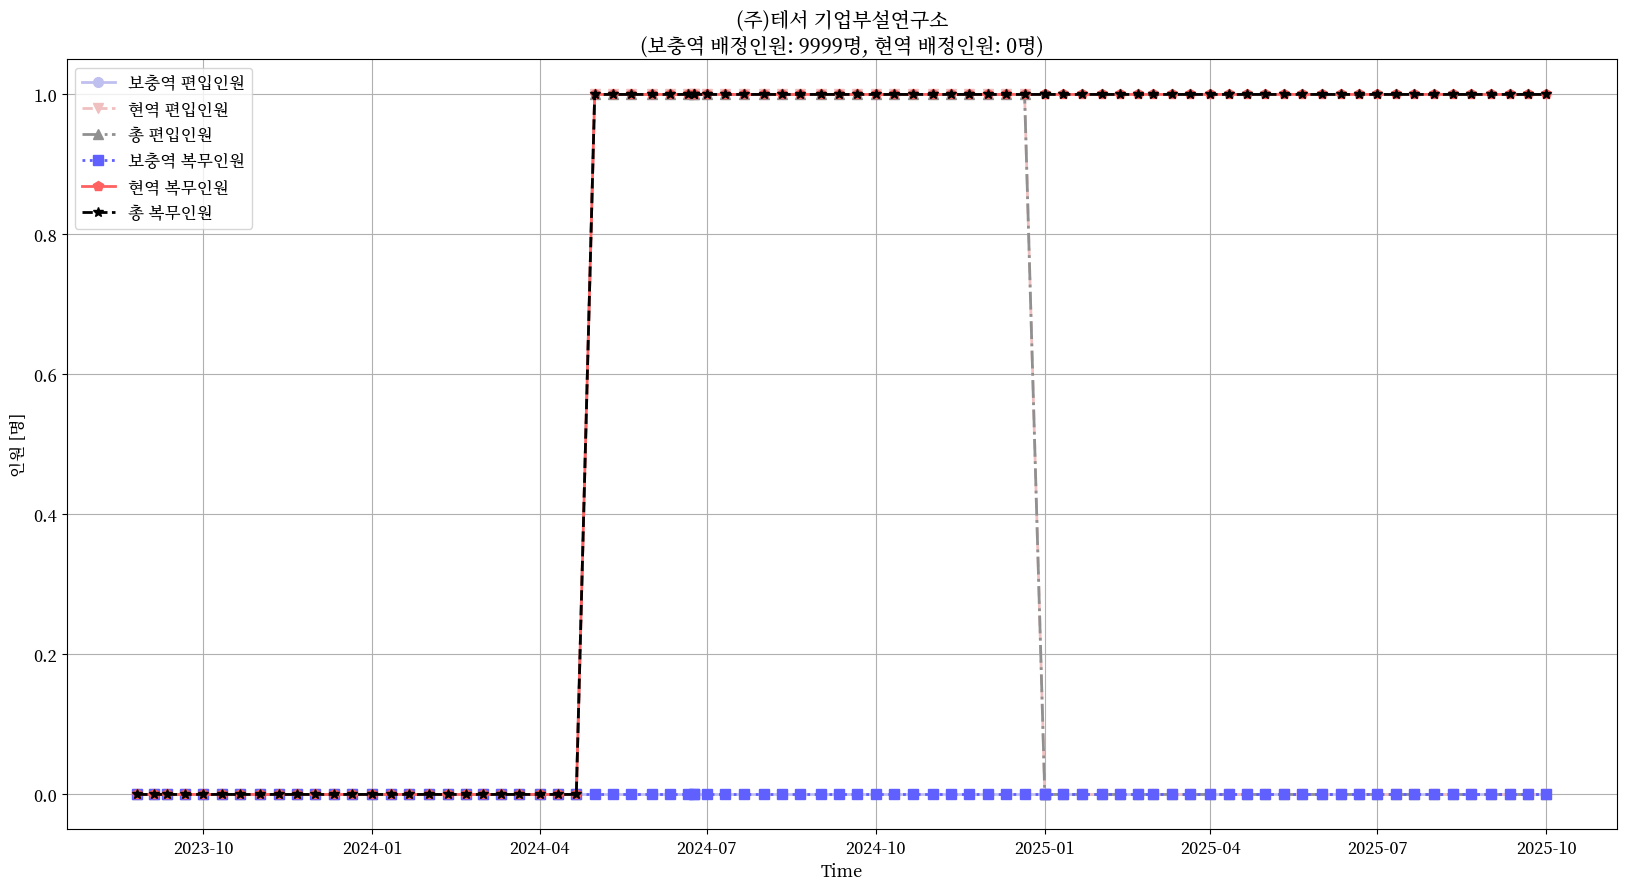 (주)테서 기업부설연구소
(보충역 배정인원: 9999명, 현역 배정인원: 0명)
보충역 편입인원
현역 편입인원
총 편입인원
보충역 복무인원
현역 복무인원
총 복무인원
1.0
0.8
0.6
0.4
0.2
0.0
인원 [명]
2023-10
2024-01
2024-04
2024-07
2024-10
2025-01
2025-04
2025-07
2025-10
Time